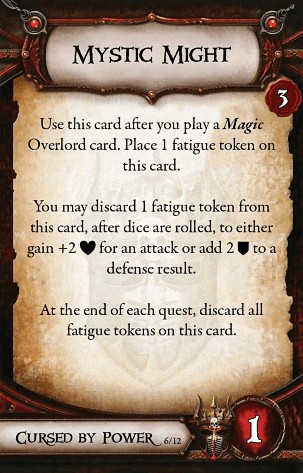 Mystic Might
3
Use this card after you play a Magic
Overlord card. Place 1 fatigue token on
this card.
You may discard 1 fatigue token from
this card, after dice are rolled, to either
gain +2 ♥ for an attack or add 2 to a
defense result.
At the end of each quest, discard all
fatigue tokens on this card.
Cursed by Power 6/12
1